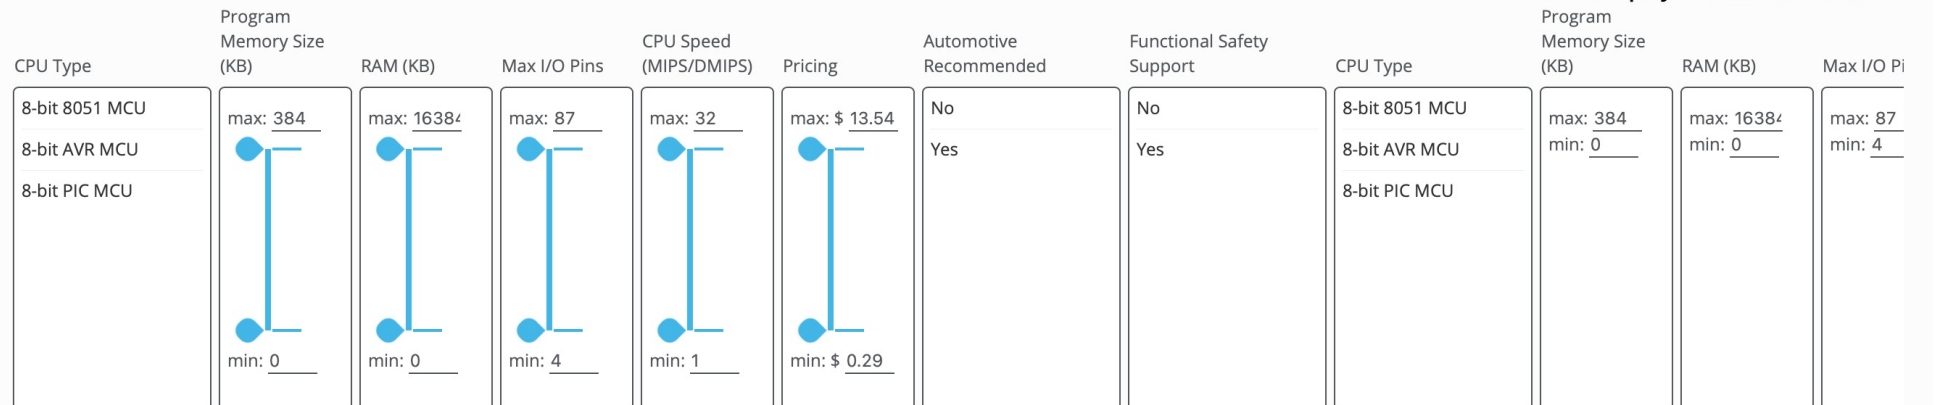 CPU Type
Program
Memory Size
(KB)
RAM (KB)
Max I/O Pins
CPU Speed
(MIPS/DMIPS)
Pricing
Automotive
Recommended
Functional Safety
Support
CPU Type
Program
Memory Size
(KB)
RAM (KB)
Max I/O Pi
8-bit 8051 MCU
8-bit AVR MCU
8-bit PIC MCU
max: 384
min: 0
max: 16384
min: 0
max: 87
min: 4
max: 32
min: 1
max: $ 13.54
min: $ 0.29
No
Yes
No
Yes
8-bit 8051 MCU
8-bit AVR MCU
8-bit PIC MCU
max: 384
min: 0
max: 16384
min: 0
max: 87
min: 4